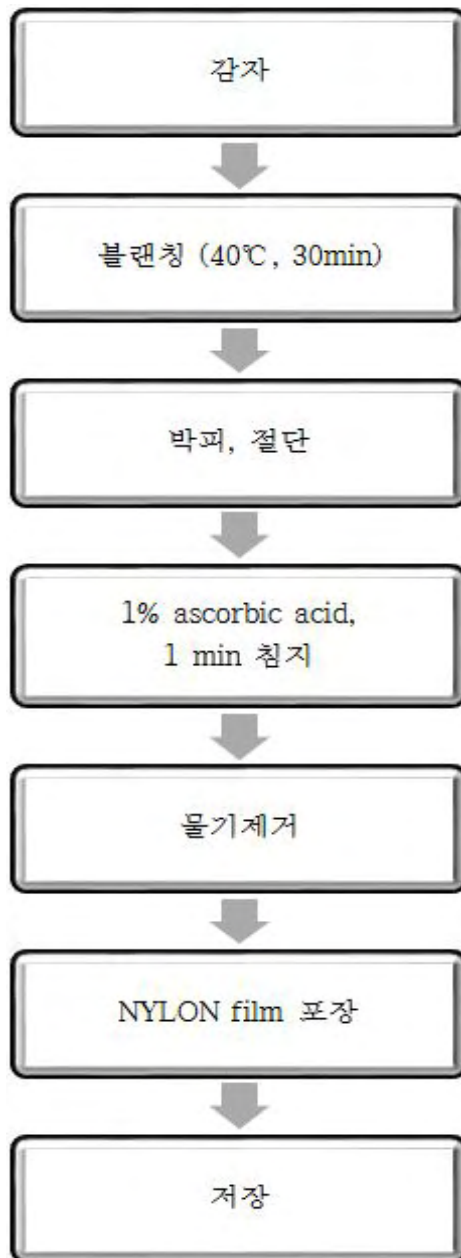 감자
블랜칭 (40℃, 30min)
박피, 절단
1% ascorbic acid,
1 min 침지
물기제거
NYLON film 포장
저장